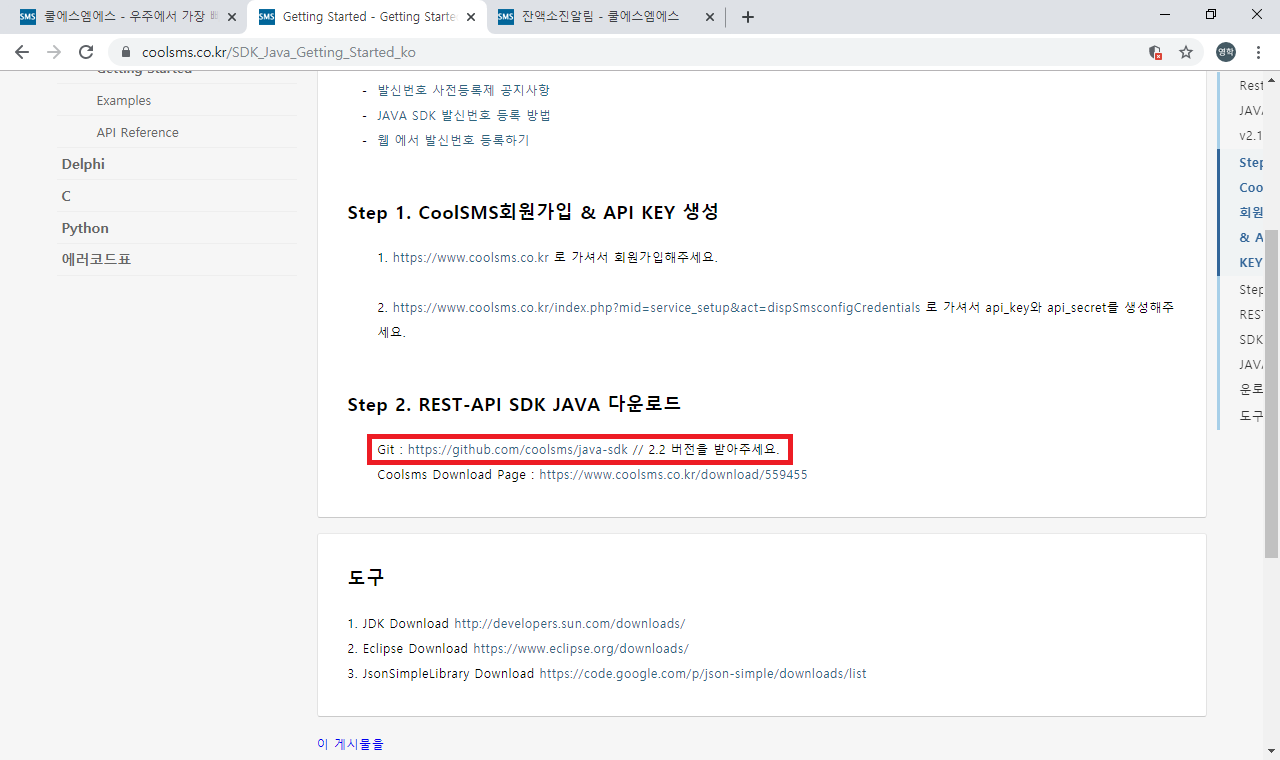 쿨에스엠에스 - 우주에서 가장
Getting Started - Getting Starte
잔액소진알림 - 쿨에스엠에스
coolsms.co.kr/SDK_Java_Getting_Started_ko
영학
Getting Started
Examples
API Reference
Delphi
C
Python
에러코드표
- 발신번호 사전등록제 공지사항
- JAVA SDK 발신번호 등록 방법
- 웹 에서 발신번호 등록하기
Step 1. CoolSMS회원가입 & API KEY 생성
1. https://www.coolsms.co.kr 로 가셔서 회원가입해주세요.
2. https://www.coolsms.co.kr/index.php?mid=service_setup&act=dispSmsconfigCredentials 로 가셔서 api_key와 api_secret를 생성해주
세요.
Step 2. REST-API SDK JAVA 다운로드
Git : https://github.com/coolsms/java-sdk // 2.2 버전을 받아주세요.
Coolsms Download Page : https://www.coolsms.co.kr/download/559455
도구
1. JDK Download http://developers.sun.com/downloads/
2. Eclipse Download https://www.eclipse.org/downloads/
3. JsonSimpleLibrary Download https://code.google.com/p/json-simple/downloads/list
이 게시물을
Rest
JAVA
v2.1
Step
Coo
회원
& A
KEY
Step
REST
SDK
JAVA
운로
도구